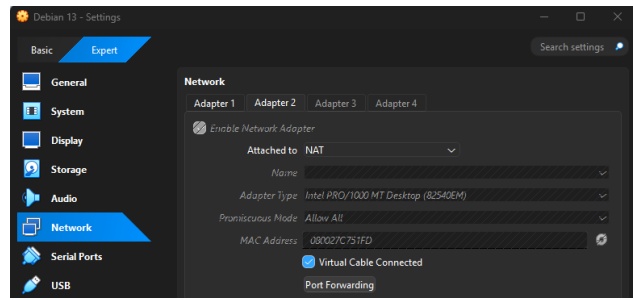 Debian 13 - Settings
Basic Expert Search settings
General
System
Display
Storage
Audio
Network
Serial Ports
USB
Network
Adapter 1 Adapter 2 Adapter 3 Adapter 4
Enable Network Adapter
Attached to NAT
Name
Adapter Type Intel PRO/1000 MT Desktop (82540EM)
Promiscuous Mode Allow All
MAC Address 080027C751FD
Virtual Cable Connected
Port Forwarding